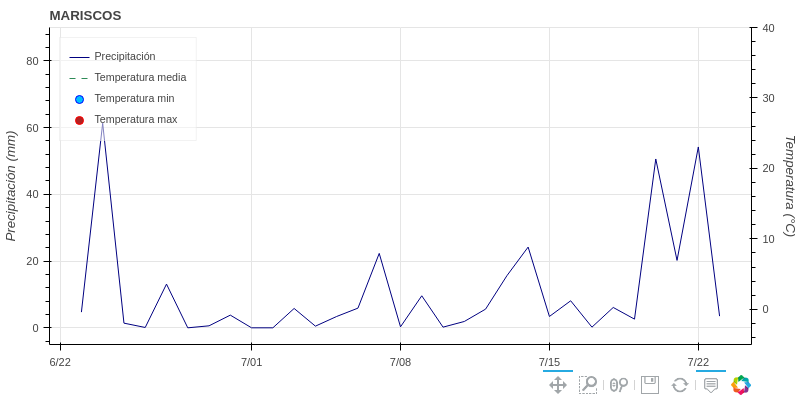 MARISCOS
Precipitación
Temperatura media
Temperatura min
Temperatura max
Precipitación (mm)
80
60
40
20
0
Temperatura (°C)
40
30
20
10
0
6/22
7/01
7/08
7/15
7/22